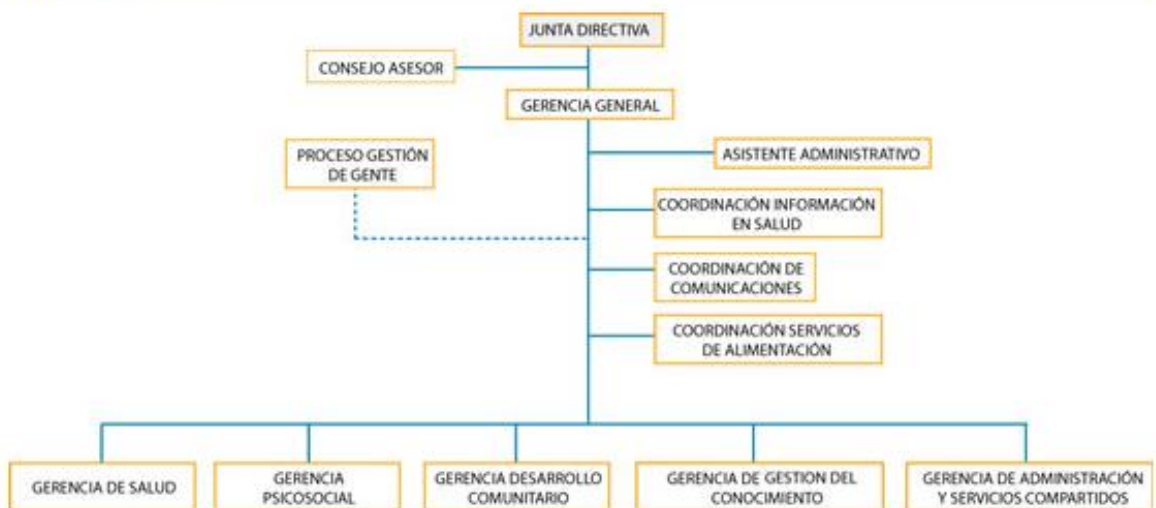 JUNTA DIRECTIVA
CONSEJO ASESOR
GERENCIA GENERAL
PROCESO GESTIÓN
DE GENTE
ASISTENTE ADMINISTRATIVO
COORDINACIÓN INFORMACIÓN
EN SALUD
COORDINACIÓN DE
COMUNICACIONES
COORDINACIÓN SERVICIOS
DE ALIMENTACIÓN
GERENCIA DE SALUD
GERENCIA
PSICOSOCIAL
GERENCIA DESARROLLO
COMUNITARIO
GERENCIA DE GESTION DEL
CONOCIMIENTO
GERENCIA DE ADMINISTRACIÓN
Y SERVICIOS COMPARTIDOS